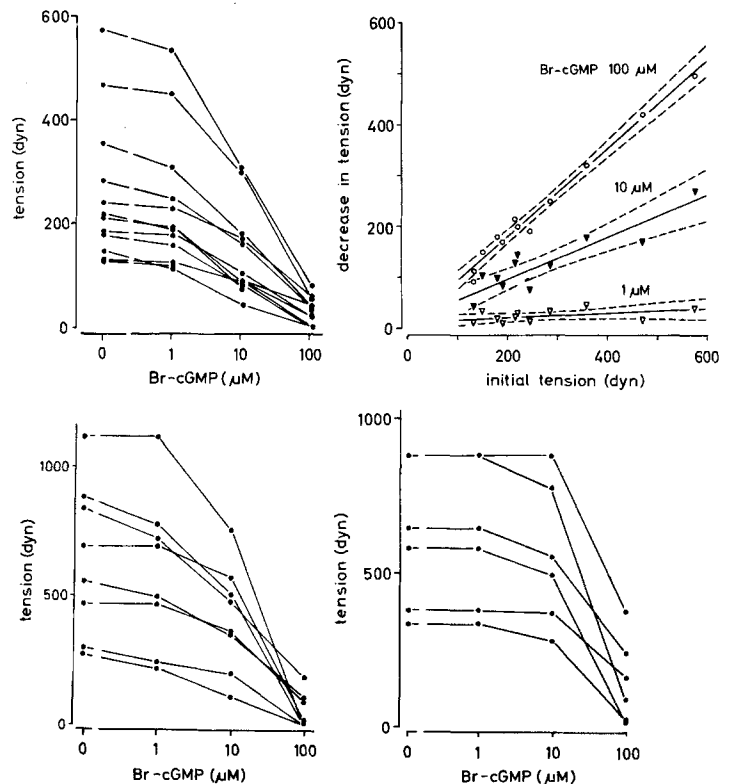 600
400
200
0
tension (dyn)
0 1 10 100
Br-cGMP (µM)
600
400
200
0
decrease in tension (dyn)
Br-cGMP 100 µM
10 µM
1 µM
0 200 400 600
initial tension (dyn)
1000
500
0
tension (dyn)
0 1 10 100
Br-cGMP (µM)
1000
500
0
tension (dyn)
0 1 10 100
Br-cGMP (µM)